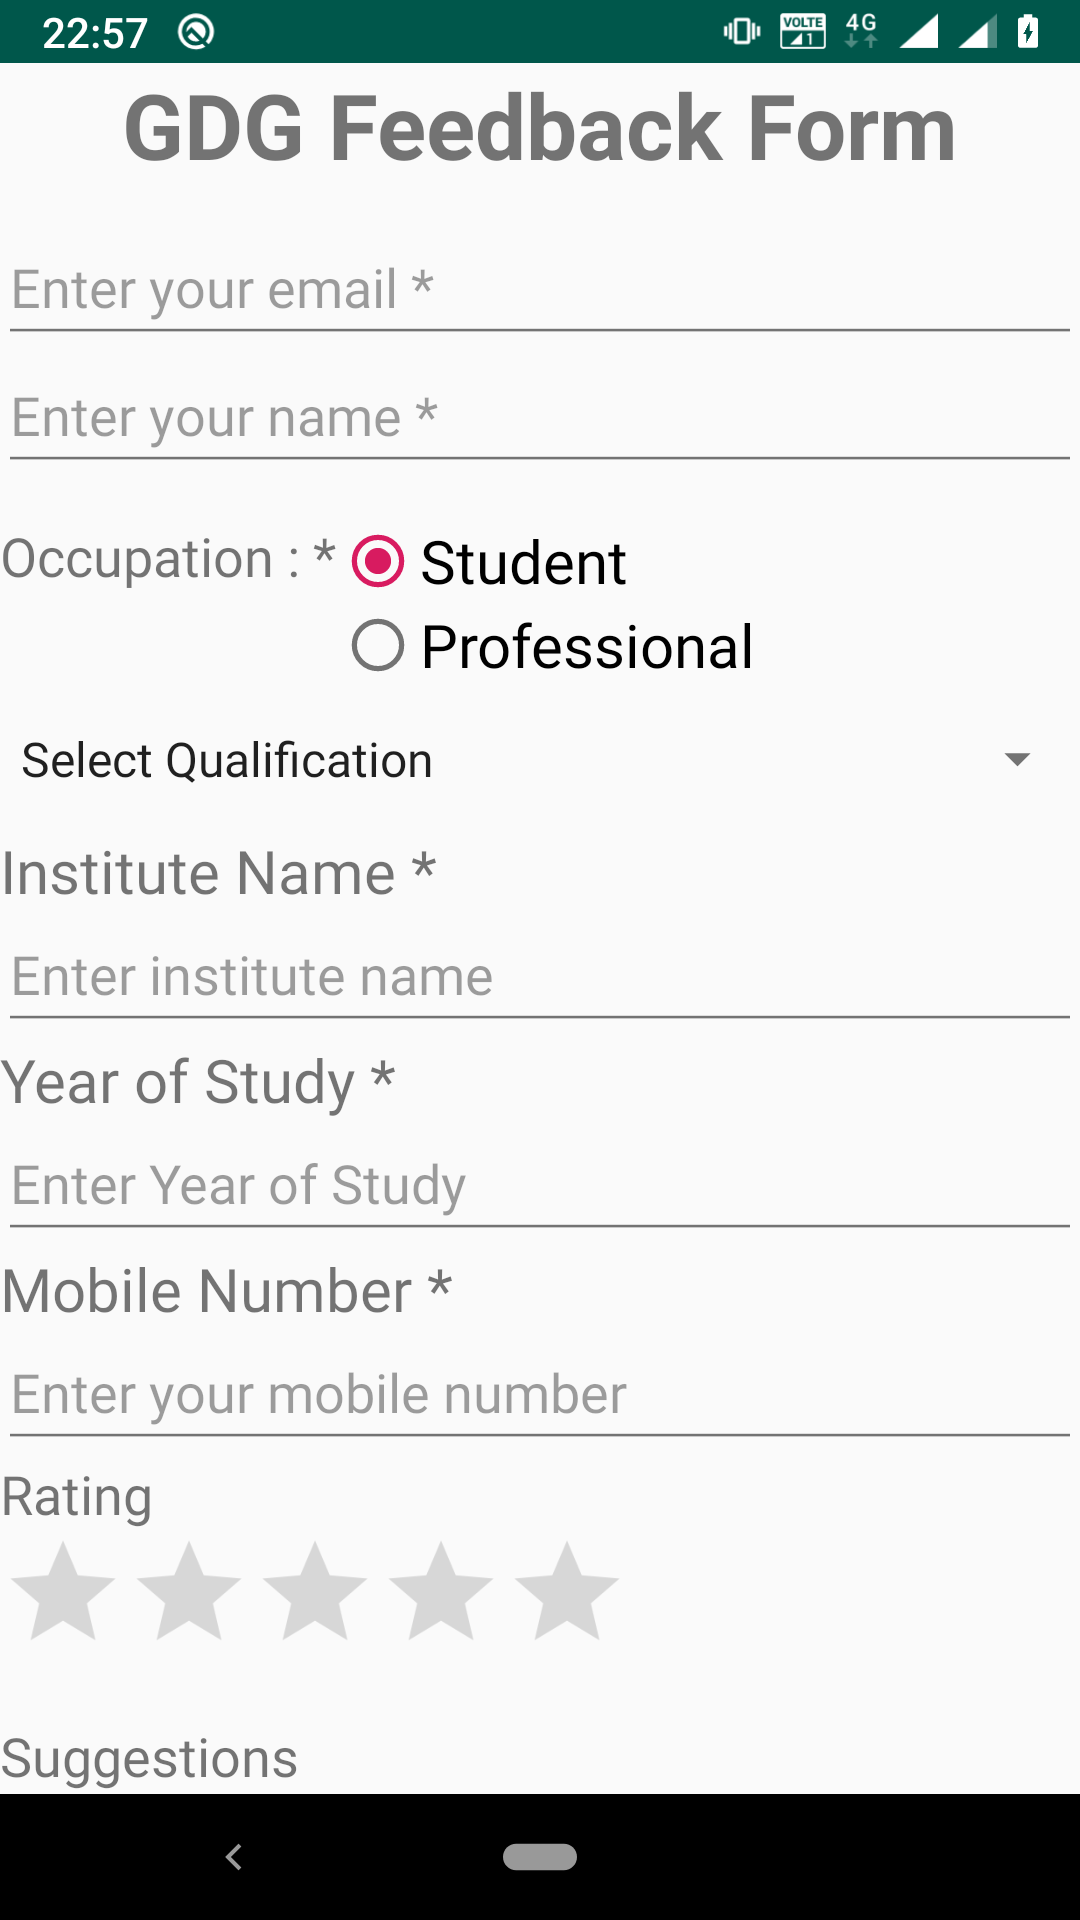 22:57 VOLTE 1 4G
GDG Feedback Form
Enter your email *
Enter your name *
Occupation : * Student
Professional
Select Qualification
Institute Name *
Enter institute name
Year of Study *
Enter Year of Study
Mobile Number *
Enter your mobile number
Rating
Suggestions